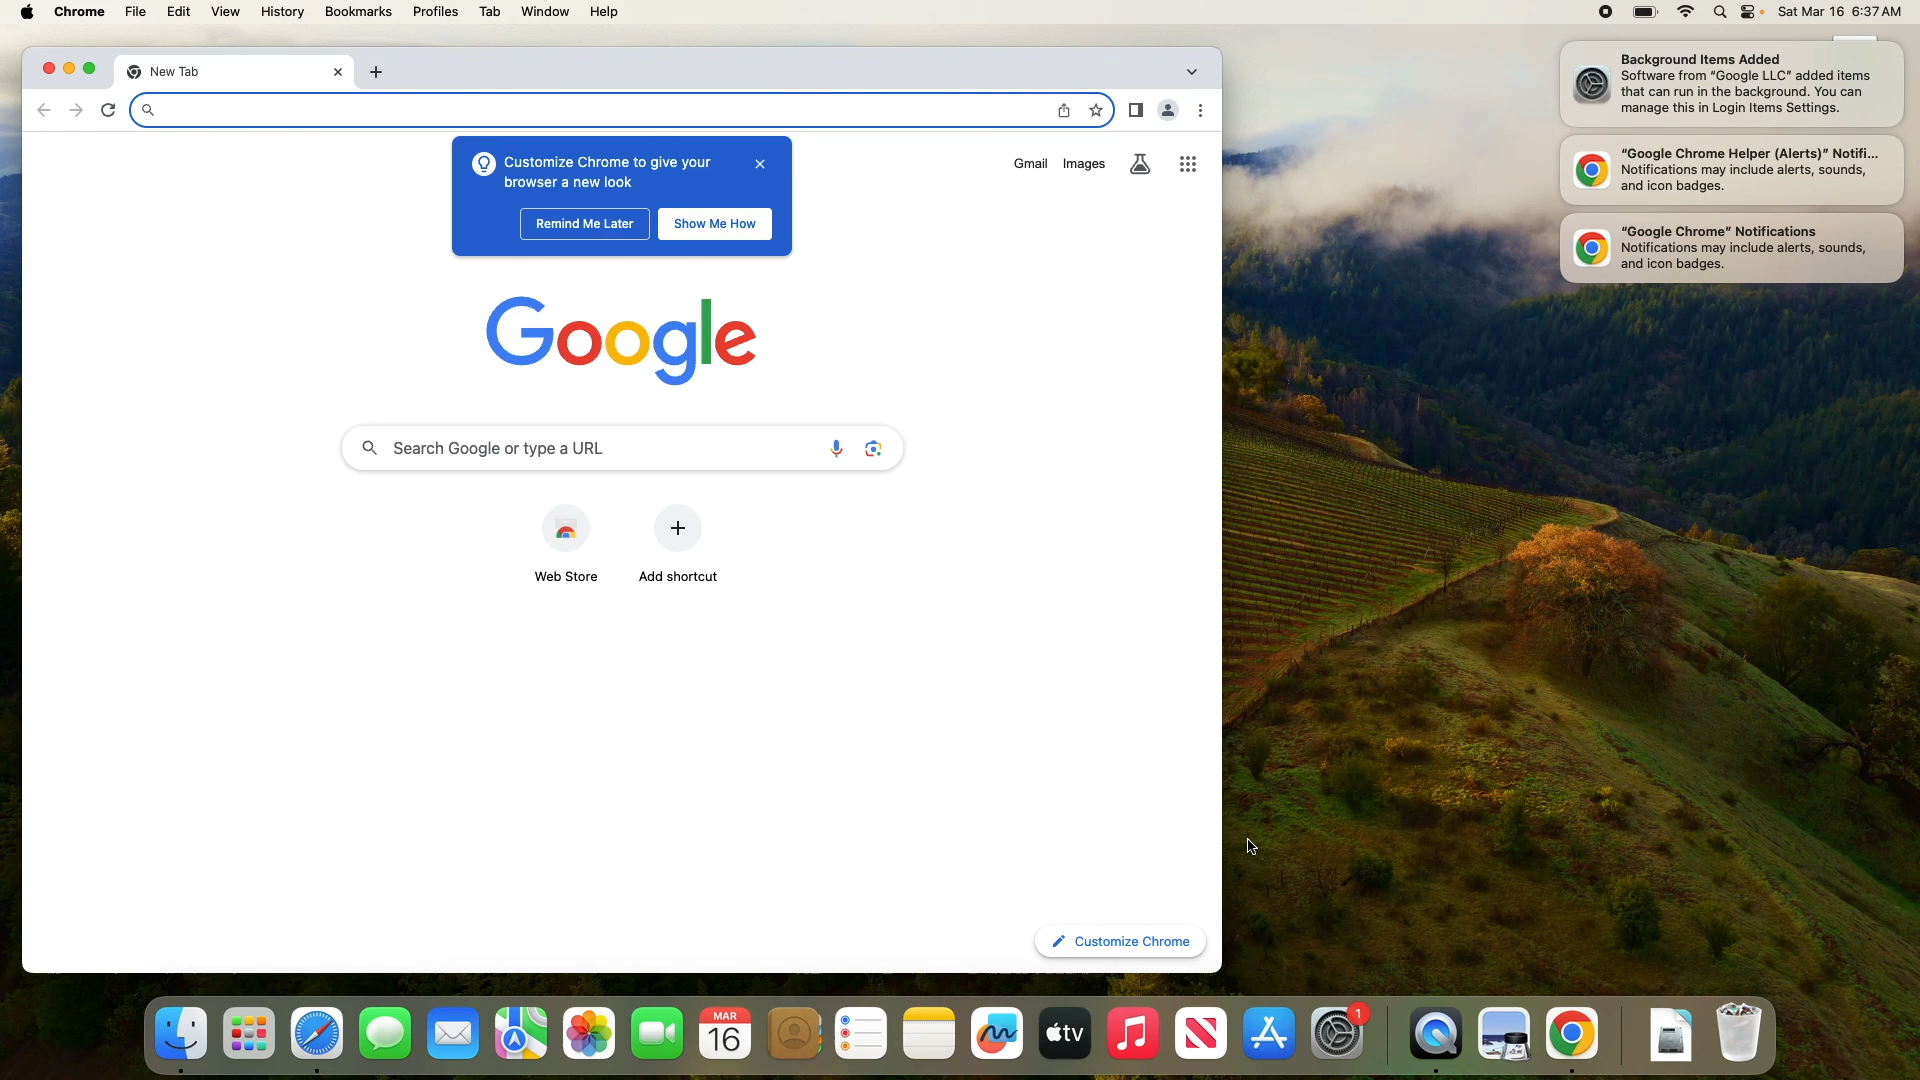 Chrome File Edit View History Bookmarks Profiles Tab Window Help
Sat Mar 16 6:37 AM
New Tab
Customize Chrome to give your
browser a new look
Remind Me Later
Show Me How
Gmail
Images
Google
Search Google or type a URL
Web Store
Add shortcut
Customize Chrome
Background Items Added
Software from "Google LLC" added items
that can run in the background. You can
manage this in Login Items Settings.
"Google Chrome Helper (Alerts)" Notifi...
Notifications may include alerts, sounds,
and icon badges.
"Google Chrome" Notifications
Notifications may include alerts, sounds,
and icon badges.
MAR
16
tv
1